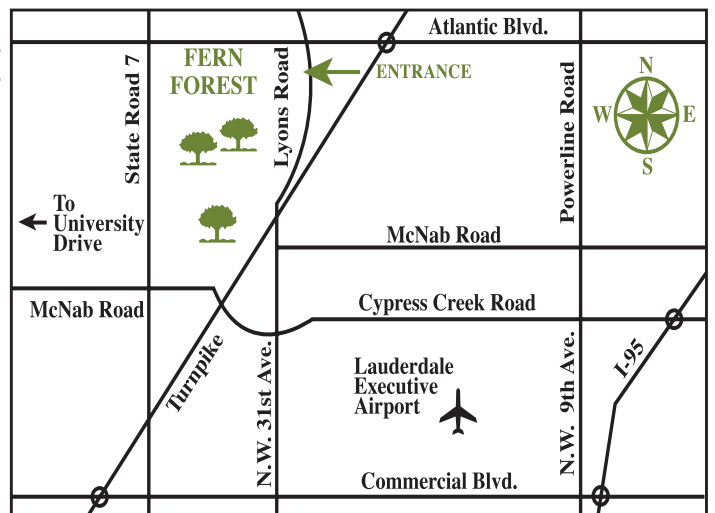 Atlantic Blvd.
State Road 7
FERN
FOREST
Lyons Road
ENTRANCE
Powerline Road
N
W
E
S
To
University
Drive
McNab Road
McNab Road
Cypress Creek Road
Turnpike
N.W. 31st Ave.
Lauderdale
Executive
Airport
N.W. 9th Ave.
I-95
Commercial Blvd.